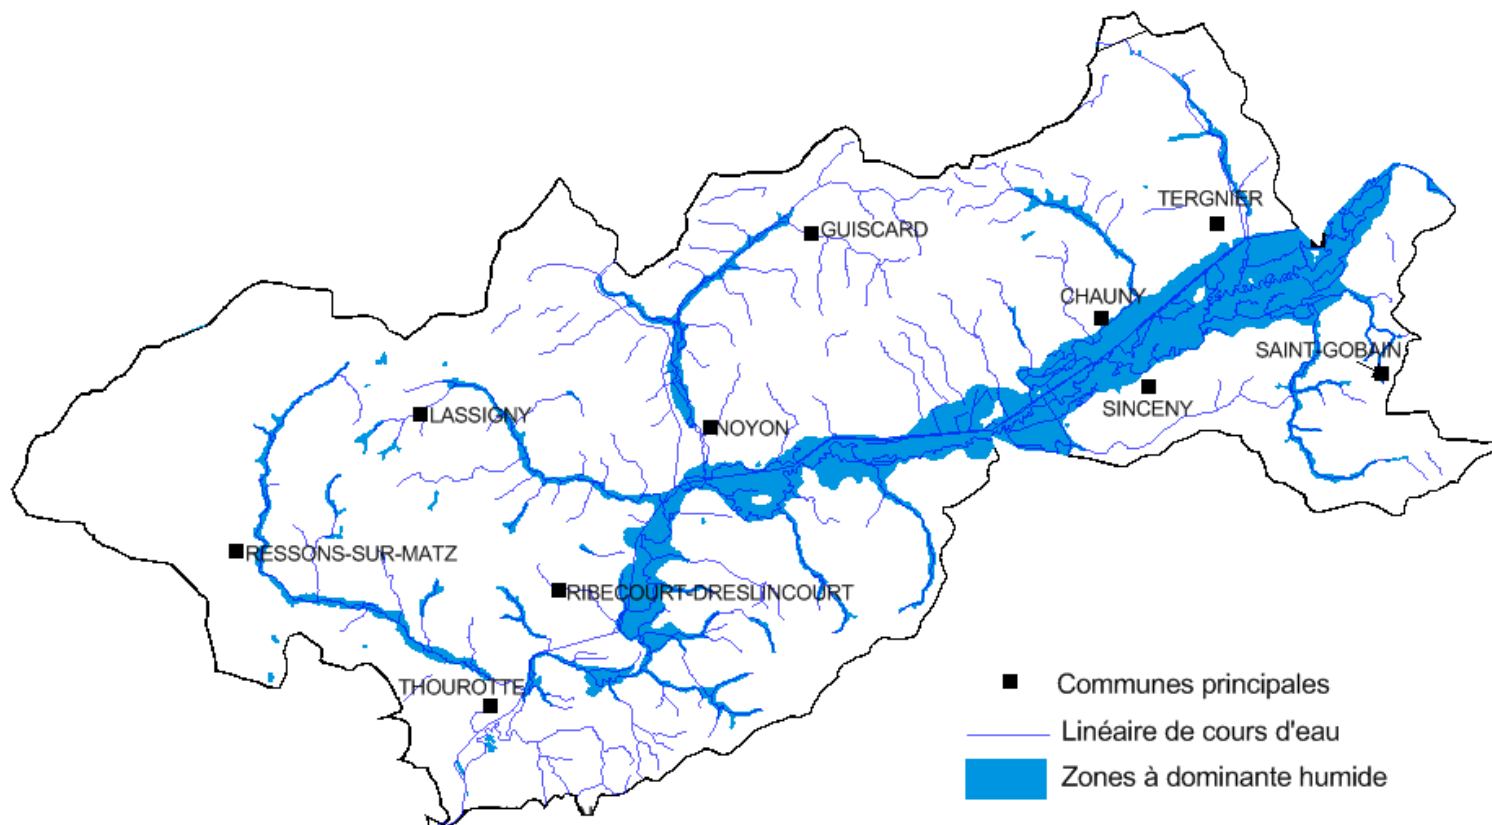 TERGNIER
GUISCARD
CHAUNY
SAINT-GOBAIN
SINCENY
LASSIGNY
NOYON
RESSONS-SUR-MATZ
RIBECOURT-DRESLINCOURT
THOUROTTE
Communes principales
Linéaire de cours d'eau
Zones à dominante humide